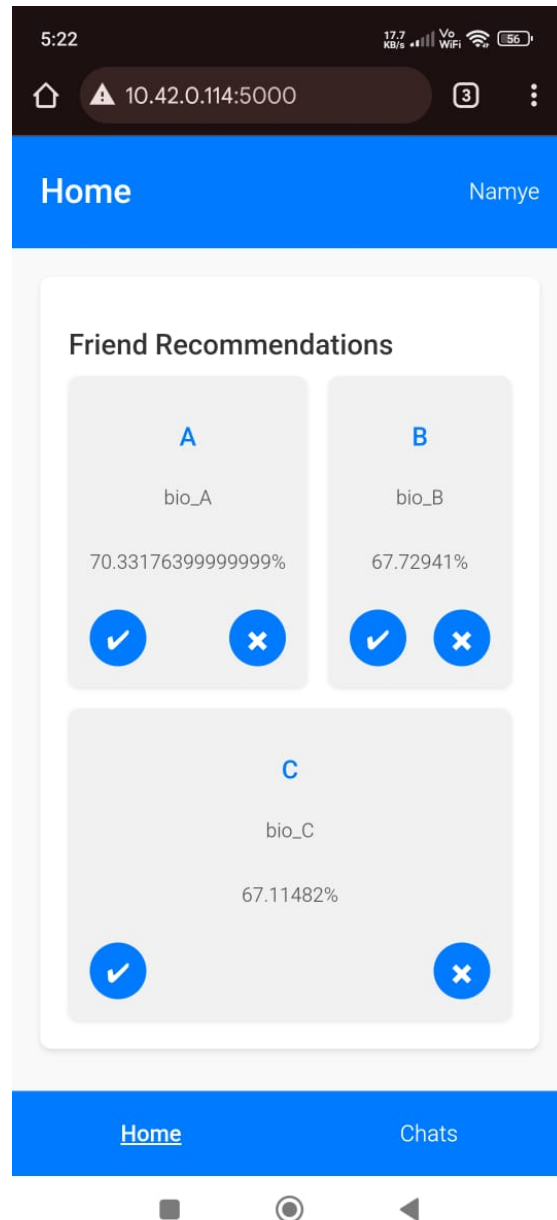 5:22 17.7 KB/s Vo WiFi 56
10.42.0.114:5000 3
Home Namye
Friend Recommendations
A B
bio_A bio_B
70.33176399999999% 67.72941%
✔ ✖ ✔ ✖
C
bio_C
67.11482%
✔ ✖
Home Chats